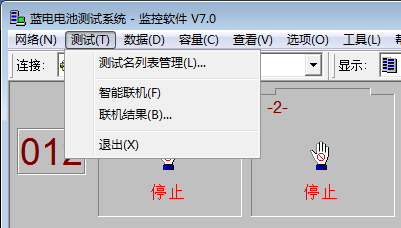 蓝电电池测试系统 - 监控软件 V7.0
网络(N) 测试(T) 数据(D) 容量(C) 查看(V) 选项(O) 工具(L)
连接: 显示:
测试名列表管理(L)...
智能联机(F)
联机结果(B)...
退出(X)
-2-
012
停止 停止